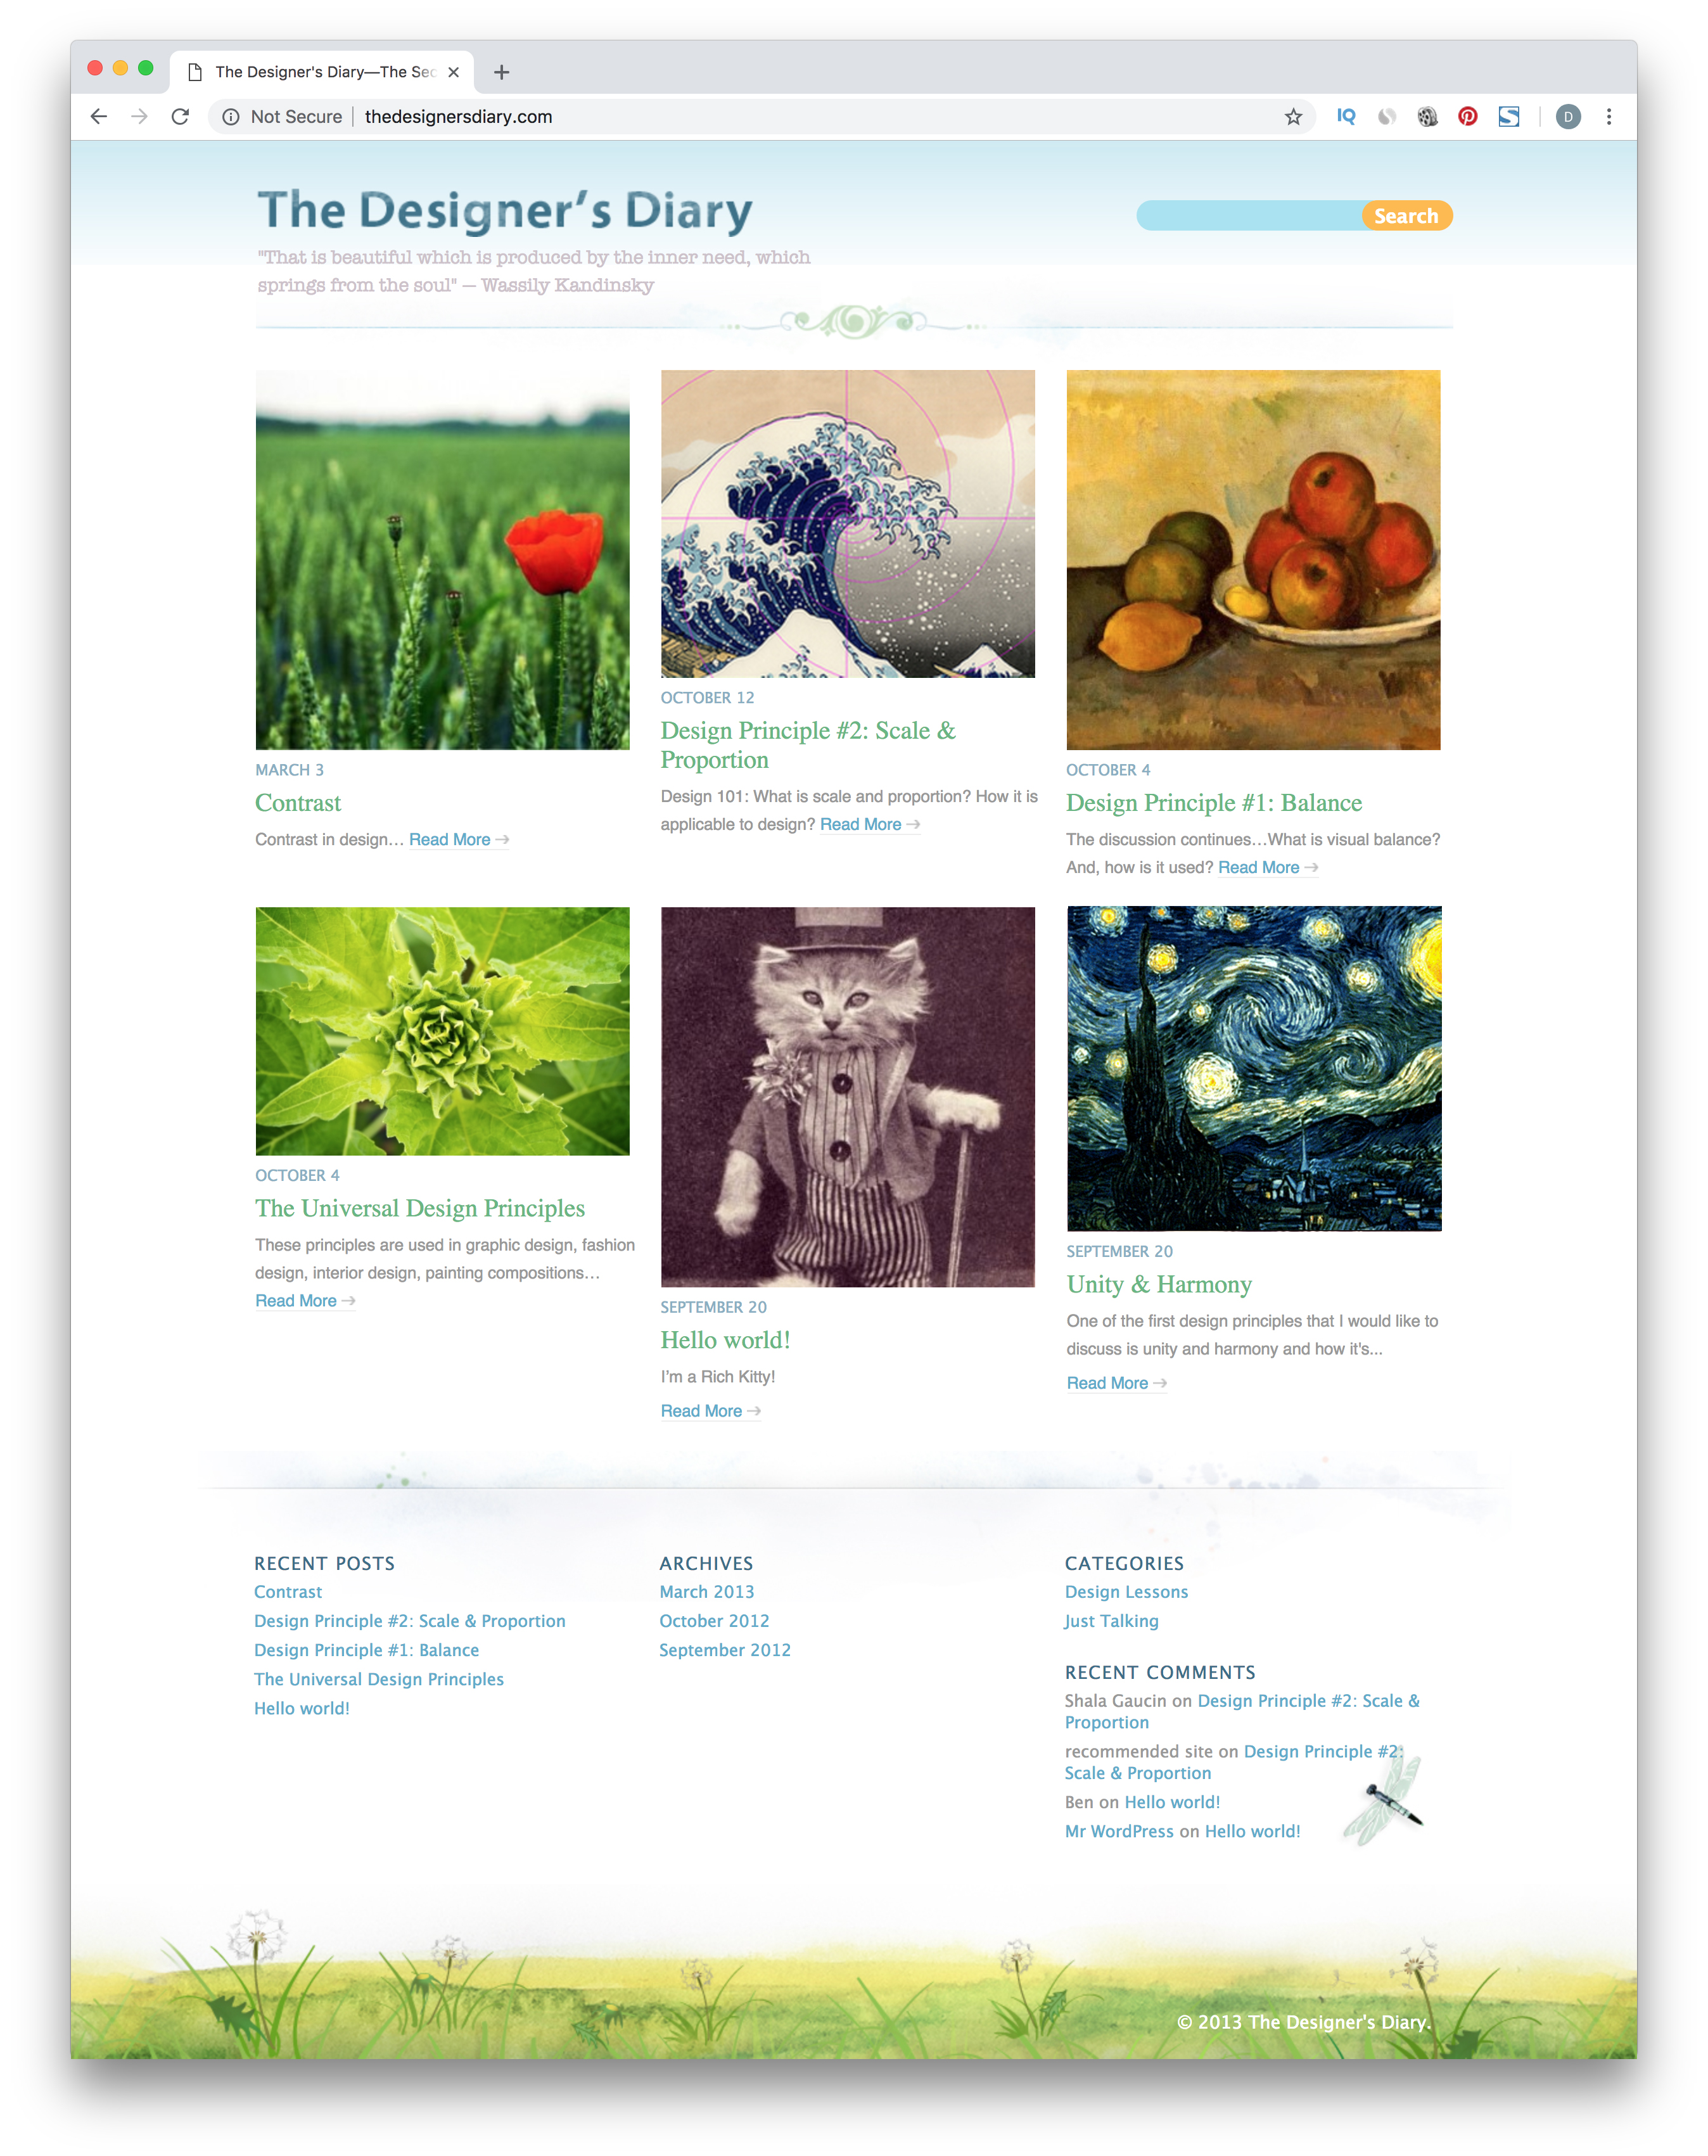 The Designer's Diary—The Sec
Not Secure
thedesignersdiary.com
IQ
D
The Designer's Diary
Search
"That is beautiful which is produced by the inner need, which
springs from the soul" — Wassily Kandinsky
MARCH 3
Contrast
Contrast in design… Read More →
OCTOBER 12
Design Principle #2: Scale &
Proportion
Design 101: What is scale and proportion? How it is
applicable to design? Read More →
OCTOBER 4
Design Principle #1: Balance
The discussion continues…What is visual balance?
And, how is it used? Read More →
OCTOBER 4
The Universal Design Principles
These principles are used in graphic design, fashion
design, interior design, painting compositions…
Read More →
SEPTEMBER 20
Hello world!
I'm a Rich Kitty!
Read More →
SEPTEMBER 20
Unity & Harmony
One of the first design principles that I would like to
discuss is unity and harmony and how it's...
Read More →
RECENT POSTS
Contrast
Design Principle #2: Scale & Proportion
Design Principle #1: Balance
The Universal Design Principles
Hello world!
ARCHIVES
March 2013
October 2012
September 2012
CATEGORIES
Design Lessons
Just Talking
RECENT COMMENTS
Shala Gaucin on Design Principle #2: Scale &
Proportion
recommended site on Design Principle #2:
Scale & Proportion
Ben on Hello world!
Mr WordPress on Hello world!
© 2013 The Designer's Diary.